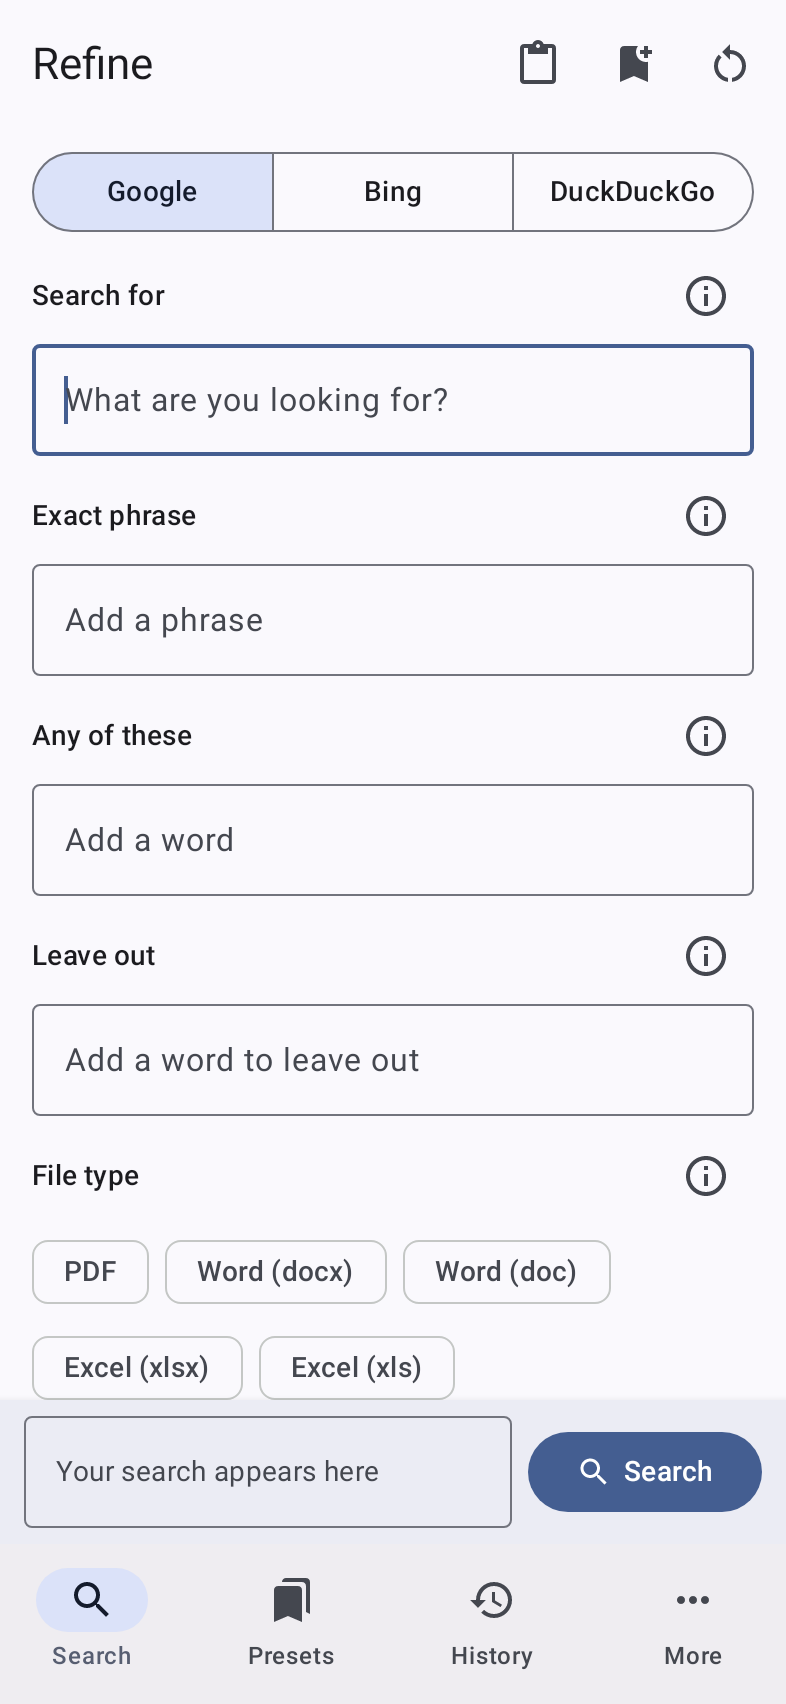 Refine
Google Bing DuckDuckGo
Search for
What are you looking for?
Exact phrase
Add a phrase
Any of these
Add a word
Leave out
Add a word to leave out
File type
PDF Word (docx) Word (doc)
Excel (xlsx) Excel (xls)
Your search appears here Search
Search Presets History More